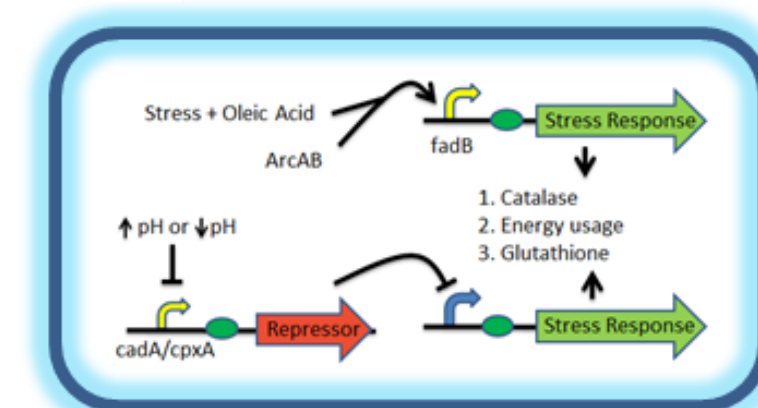 Stress + Oleic Acid
Stress Response
fadB
ArcAB
1. Catalase
2. Energy usage
3. Glutathione
↑ pH or ↓ pH
Repressor
Stress Response
cadA/cpxA